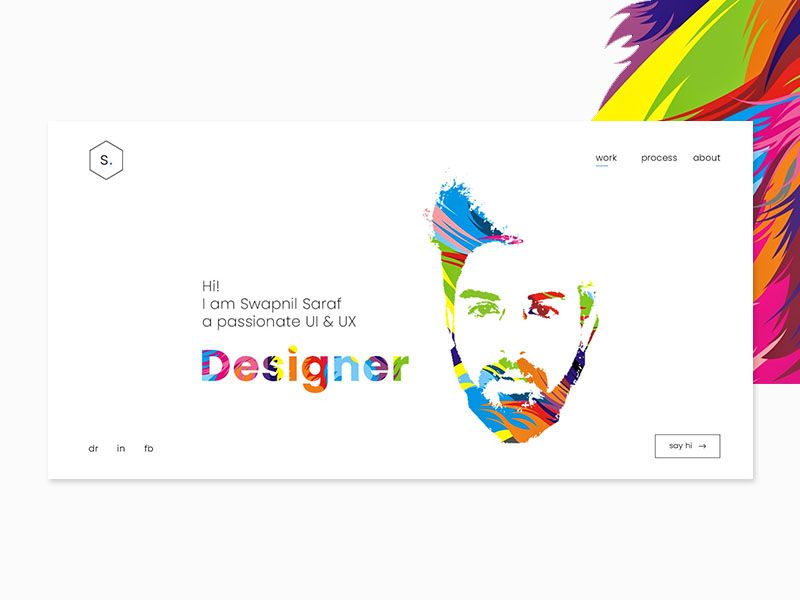 S.
work process about
Hi!
I am Swapnil Saraf
a passionate UI & UX
Designer
dr in fb
say hi →